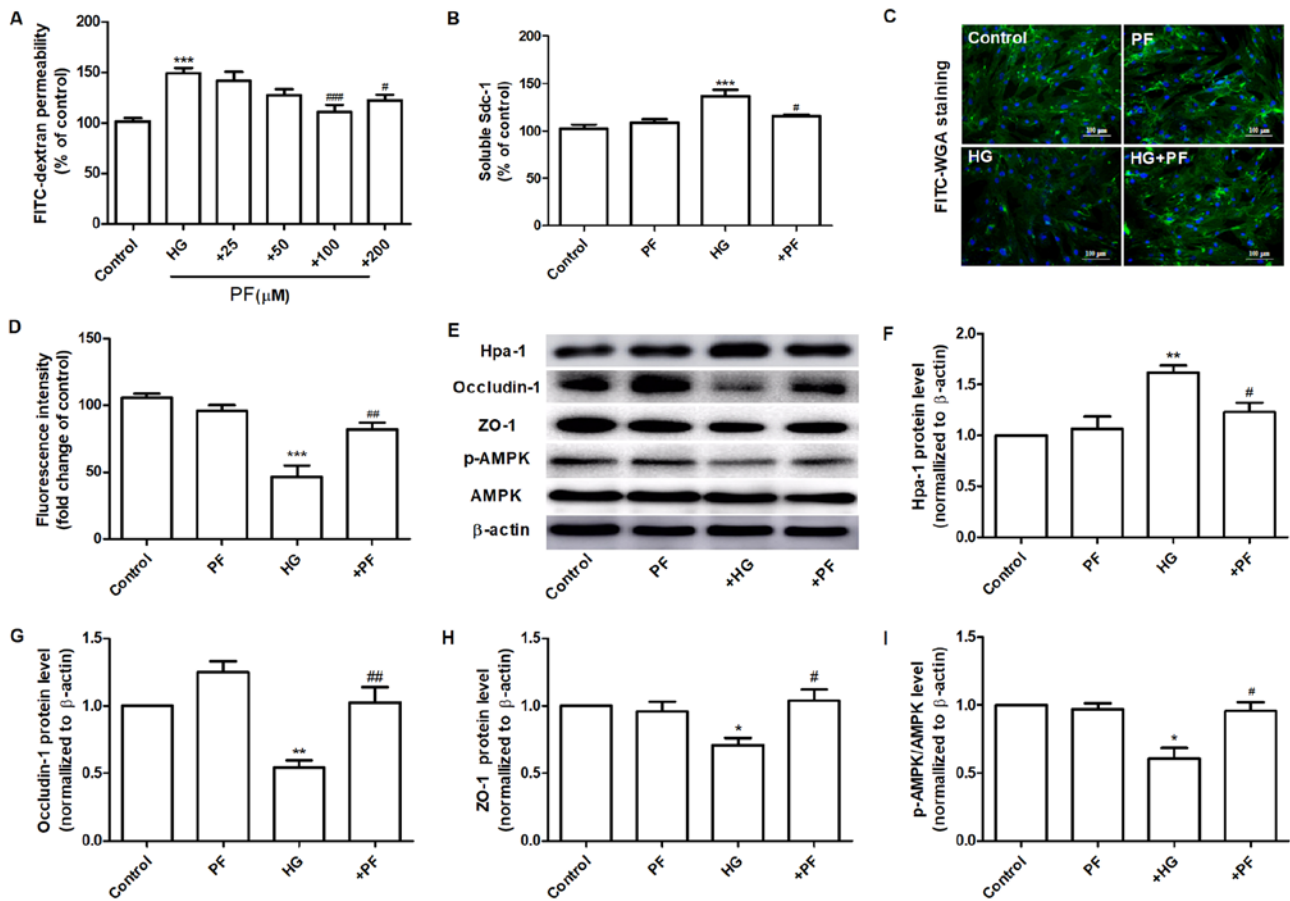 A
FITC-dextran permeability
(% of control)
200
150
100
50
0
***
###
#
Control
HG
+25
+50
+100
+200
PF(μM)
B
Soluble Sdc-1
(% of control)
200
150
100
50
0
***
#
Control
PF
HG
+PF
C
FITC-WGA staining
Control
100 μm
PF
100 μm
HG
100 μm
HG+PF
100 μm
D
Fluorescence intensity
(fold change of control)
150
100
50
0
***
##
Control
PF
HG
+PF
E
Hpa-1
Occludin-1
ZO-1
p-AMPK
AMPK
β-actin
Control
PF
+HG
+PF
F
Hpa-1 protein level
(normallized to β-actin)
2.0
1.5
1.0
0.5
0.0
**
#
Control
PF
HG
+PF
G
Occludin-1 protein level
(normallized to β-actin)
1.5
1.0
0.5
0.0
**
##
Control
PF
HG
+PF
H
ZO-1 protein level
(normallized to β-actin)
1.5
1.0
0.5
0.0
*
#
Control
PF
HG
+PF
I
p-AMPK/AMPK level
(normallized to β-actin)
1.5
1.0
0.5
0.0
*
#
Control
PF
+HG
+PF